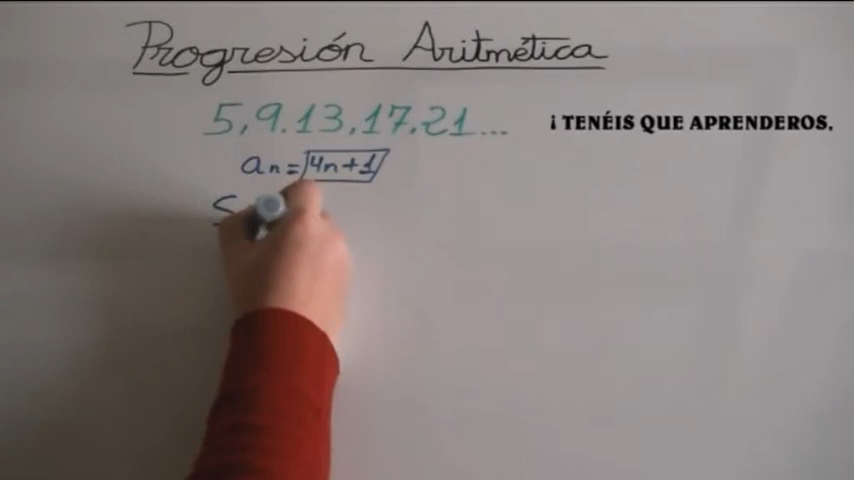 Progresión Aritmética
5, 9. 13, 17, 21...
¡ TENÉIS QUE APRENDEROS,
an = 4n+1
S